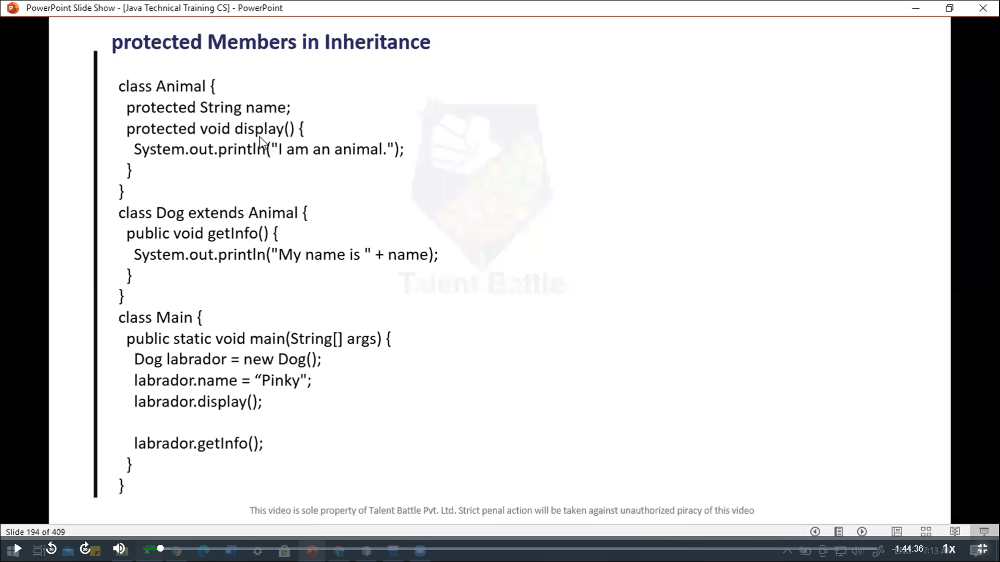 PowerPoint Slide Show - [Java Technical Training CS] - PowerPoint
protected Members in Inheritance
class Animal {
protected String name;
protected void display() {
System.out.println("I am an animal.");
}
}
class Dog extends Animal {
public void getInfo() {
System.out.println("My name is " + name);
}
}
class Main {
public static void main(String[] args) {
Dog labrador = new Dog();
labrador.name = “Pinky";
labrador.display();
labrador.getInfo();
}
}
Talent Battle
This video is sole property of Talent Battle Pvt. Ltd. Strict penal action will be taken against unauthorized piracy of this video
Slide 194 of 409
10
30
-1:44:36
1x